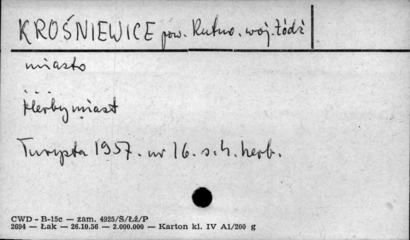 KROŚNIEWICE pow. Kutno. woj. Łódź
miasto
...
Herby miast
Turysta 1957. nr 16. s. 4. herb.
CWD - B-15c — zam. 4925/S/ŁŻ/P
2694 — Łak — 26.10.56 — 2.000.000 — Karton kl. IV A1/200 g